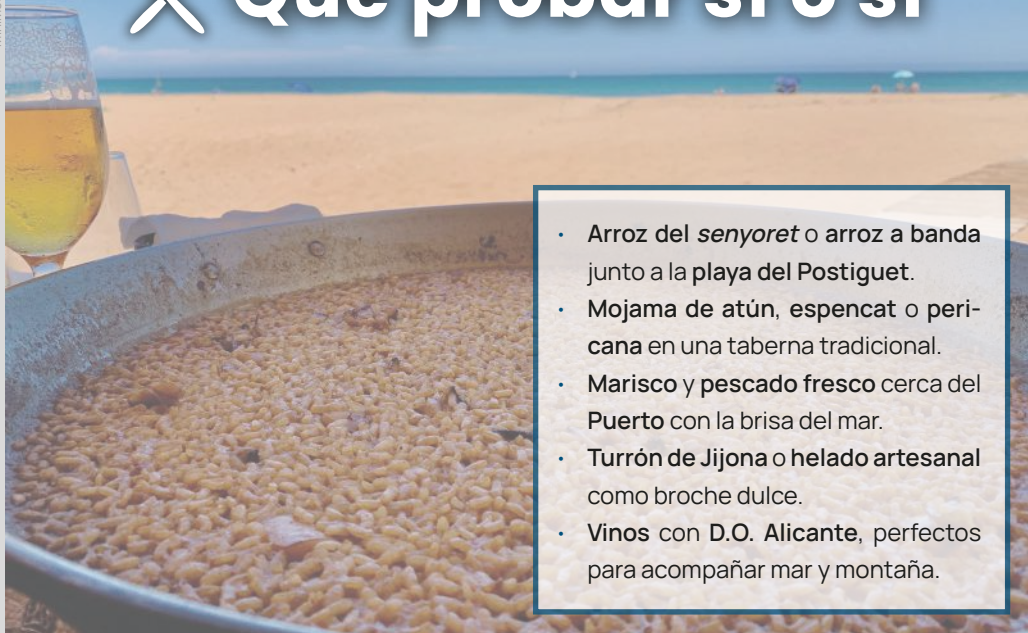 Qué probar sí o sí
· Arroz del senyoret o arroz a banda
junto a la playa del Postiguet.
· Mojama de atún, espencat o peri-
cana en una taberna tradicional.
· Marisco y pescado fresco cerca del
Puerto con la brisa del mar.
· Turrón de Jijona o helado artesanal
como broche dulce.
· Vinos con D.O. Alicante, perfectos
para acompañar mar y montaña.